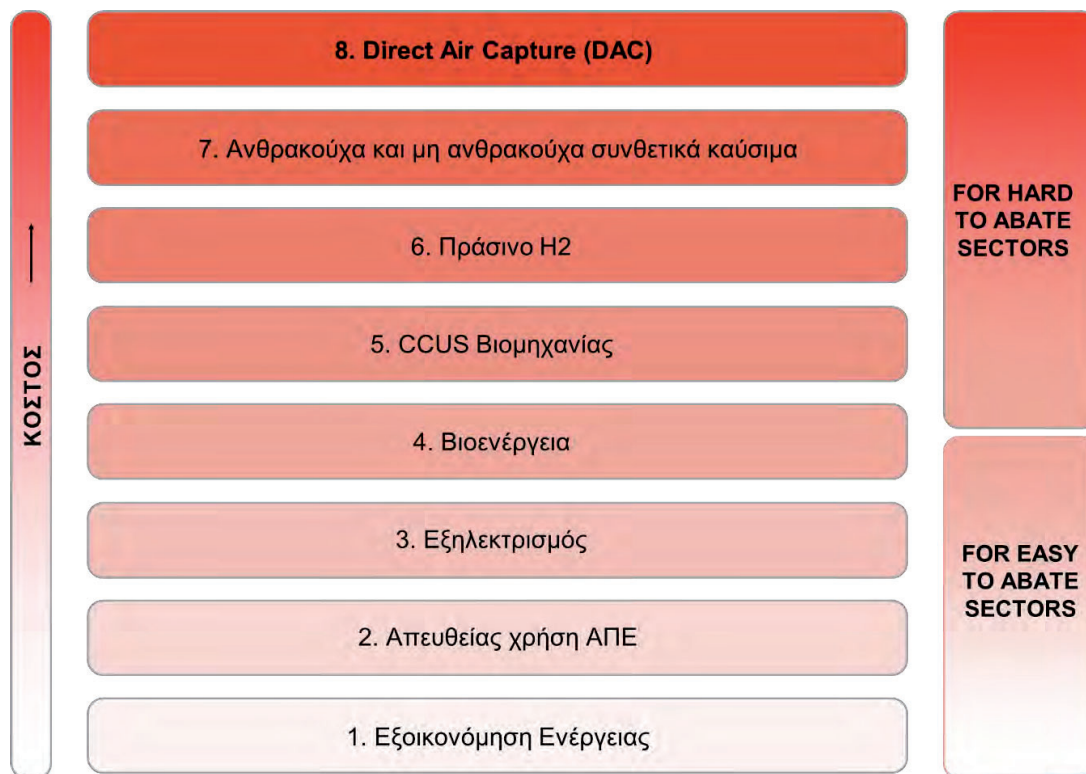 8. Direct Air Capture (DAC)
7. Ανθρακούχα και μη ανθρακούχα συνθετικά καύσιμα
6. Πράσινο H2
5. CCUS Βιομηχανίας
4. Βιοενέργεια
3. Εξηλεκτρισμός
2. Απευθείας χρήση ΑΠΕ
1. Εξοικονόμηση Ενέργειας
ΚΟΣΤΟΣ
FOR HARD
TO ABATE
SECTORS
FOR EASY
TO ABATE
SECTORS